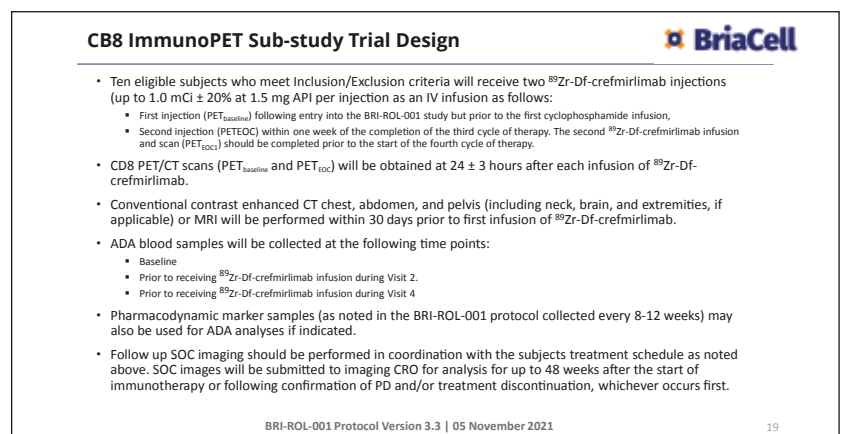 CB8 ImmunoPET Sub-study Trial Design
BriaCell
• Ten eligible subjects who meet Inclusion/Exclusion criteria will receive two ⁸⁹Zr-Df-crefmirlimab injections
(up to 1.0 mCi ± 20% at 1.5 mg API per injection as an IV infusion as follows:
▪ First injection (PETbaseline) following entry into the BRI-ROL-001 study but prior to the first cyclophosphamide infusion,
▪ Second injection (PETEOC) within one week of the completion of the third cycle of therapy. The second ⁸⁹Zr-Df-crefmirlimab infusion
and scan (PETEOC1) should be completed prior to the start of the fourth cycle of therapy.
• CD8 PET/CT scans (PETbaseline and PETEOC) will be obtained at 24 ± 3 hours after each infusion of ⁸⁹Zr-Df-
crefmirlimab.
• Conventional contrast enhanced CT chest, abdomen, and pelvis (including neck, brain, and extremities, if
applicable) or MRI will be performed within 30 days prior to first infusion of ⁸⁹Zr-Df-crefmirlimab.
• ADA blood samples will be collected at the following time points:
▪ Baseline
▪ Prior to receiving ⁸⁹Zr-Df-crefmirlimab infusion during Visit 2.
▪ Prior to receiving ⁸⁹Zr-Df-crefmirlimab infusion during Visit 4
• Pharmacodynamic marker samples (as noted in the BRI-ROL-001 protocol collected every 8-12 weeks) may
also be used for ADA analyses if indicated.
• Follow up SOC imaging should be performed in coordination with the subjects treatment schedule as noted
above. SOC images will be submitted to imaging CRO for analysis for up to 48 weeks after the start of
immunotherapy or following confirmation of PD and/or treatment discontinuation, whichever occurs first.
BRI-ROL-001 Protocol Version 3.3 | 05 November 2021
19